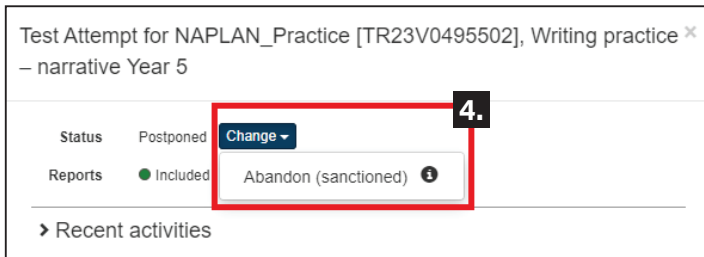 Test Attempt for NAPLAN_Practice [TR23V0495502], Writing practice ×
– narrative Year 5
4.
Status Postponed Change
Reports Included Abandon (sanctioned)
Recent activities